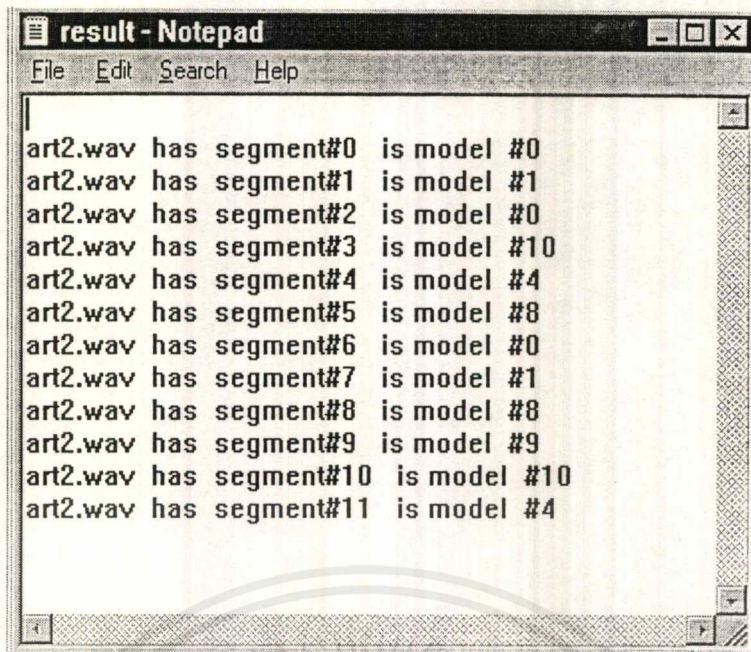 result - Notepad
File Edit Search Help
art2.wav has segment#0 is model #0
art2.wav has segment#1 is model #1
art2.wav has segment#2 is model #0
art2.wav has segment#3 is model #10
art2.wav has segment#4 is model #4
art2.wav has segment#5 is model #8
art2.wav has segment#6 is model #0
art2.wav has segment#7 is model #1
art2.wav has segment#8 is model #8
art2.wav has segment#9 is model #9
art2.wav has segment#10 is model #10
art2.wav has segment#11 is model #4